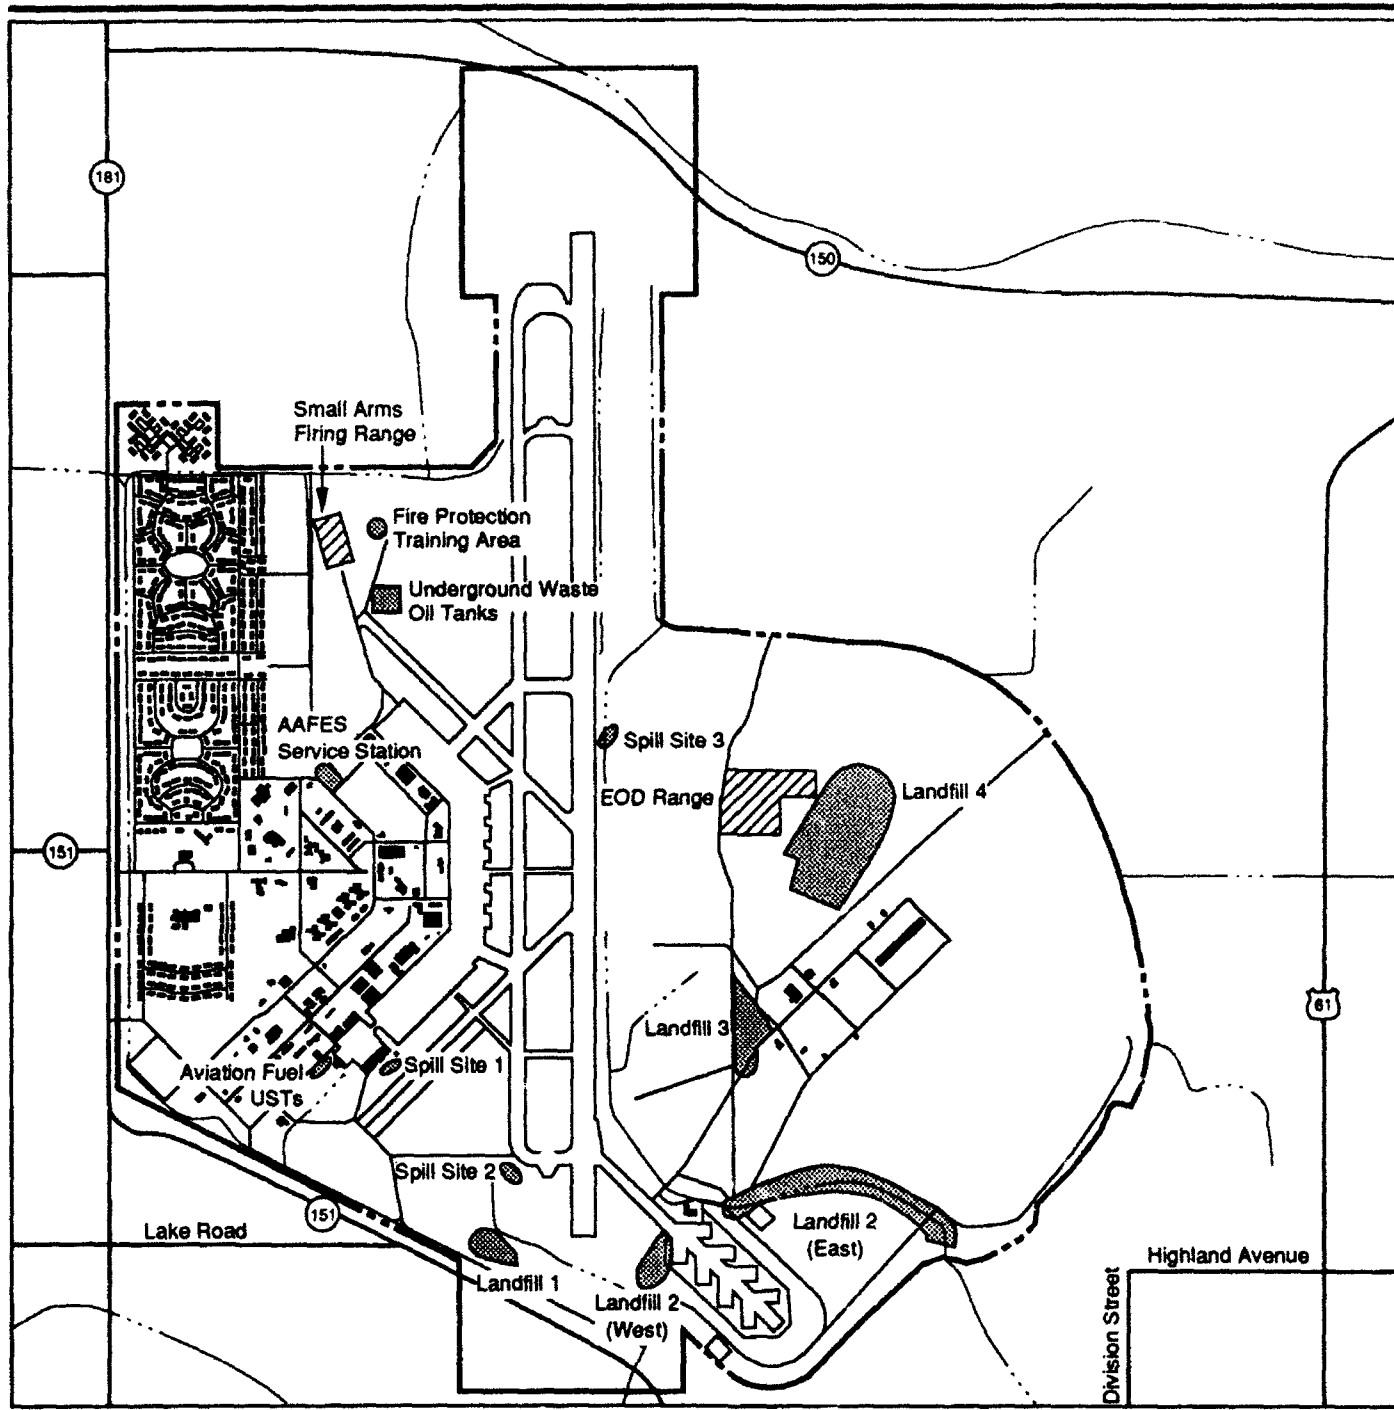 181
150
Small Arms
Firing Range
Fire Protection
Training Area
Underground Waste
Oil Tanks
AAFES
Service Station
Spill Site 3
EOD Range
Landfill 4
151
61
Landfill 3
Aviation Fuel
USTs
Spill Site 1
Spill Site 2
151
Lake Road
Landfill 2
(East)
Highland Avenue
Landfill 1
Landfill 2
(West)
Division Street